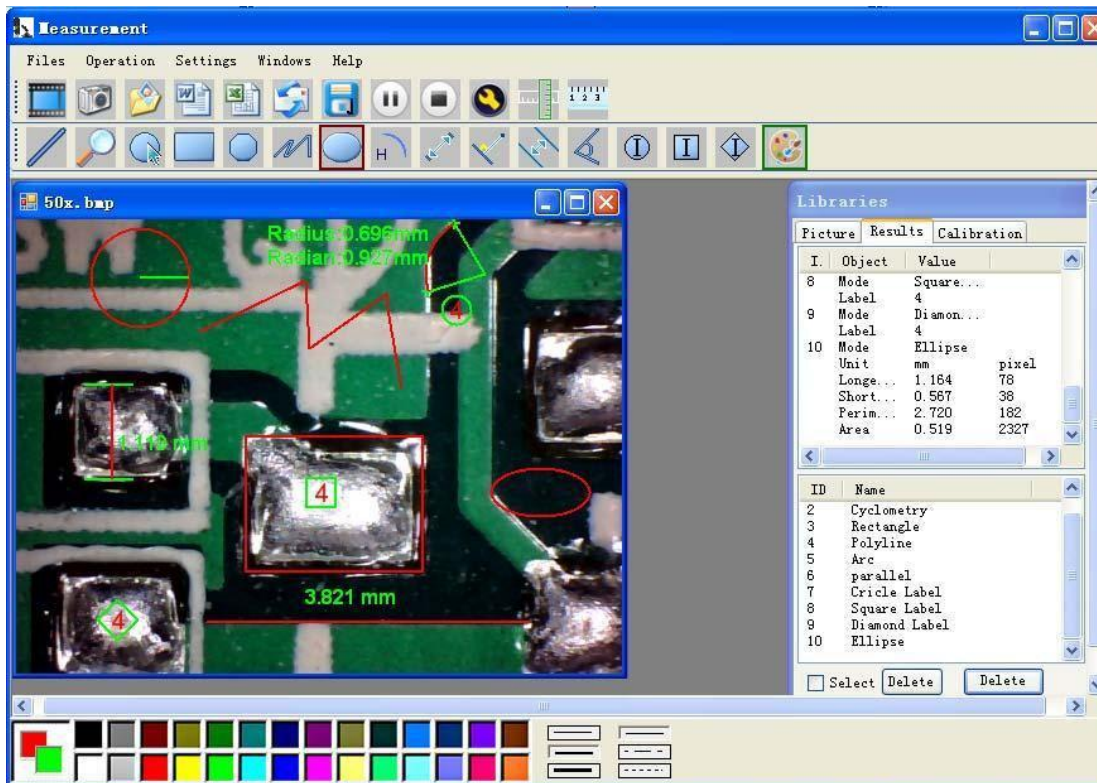 Measurement
Files Operation Settings Windows Help
1 2 3
H
I I I
50x.bmp
Radius:0.696mm
Radian:0.927mm
4
mm
4
3.821 mm
4
Libraries
Picture Results Calibration
I. Object Value
8 Mode Square...
Label 4
9 Mode Diamon...
Label 4
10 Mode Ellipse
Unit mm pixel
Longe... 1.164 78
Short... 0.567 38
Perim... 2.720 182
Area 0.519 2327
ID Name
2 Cyclometry
3 Rectangle
4 Polyline
5 Arc
6 parallel
7 Cricle Label
8 Square Label
9 Diamond Label
10 Ellipse
Select Delete Delete